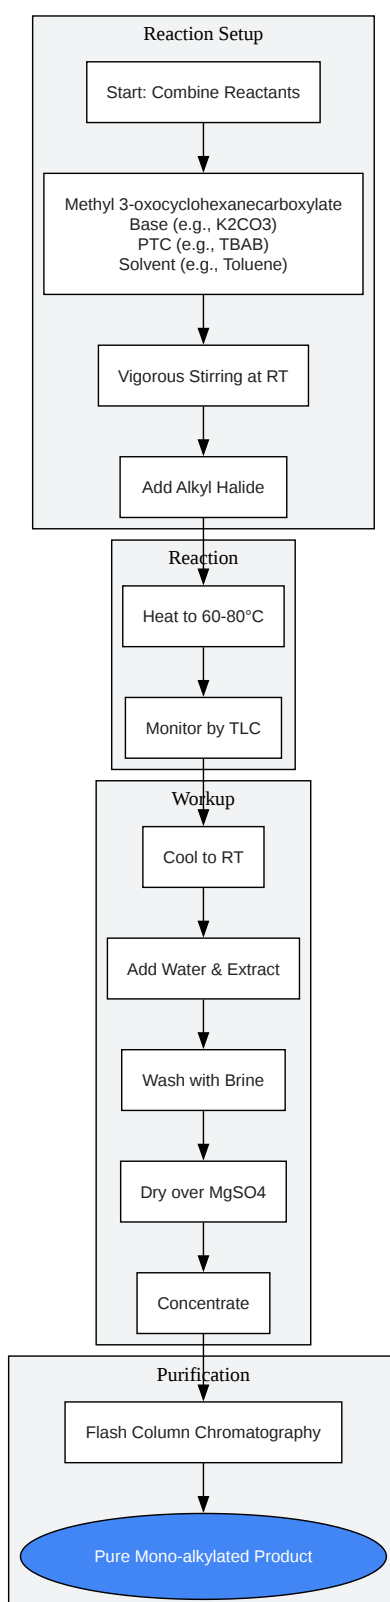 Reaction Setup
Start: Combine Reactants
Methyl 3-oxocyclohexanecarboxylate
Base (e.g., K2CO3)
PTC (e.g., TBAB)
Solvent (e.g., Toluene)
Vigorous Stirring at RT
Add Alkyl Halide
Reaction
Heat to 60-80°C
Monitor by TLC
Workup
Cool to RT
Add Water & Extract
Wash with Brine
Dry over MgSO4
Concentrate
Purification
Flash Column Chromatography
Pure Mono-alkylated Product